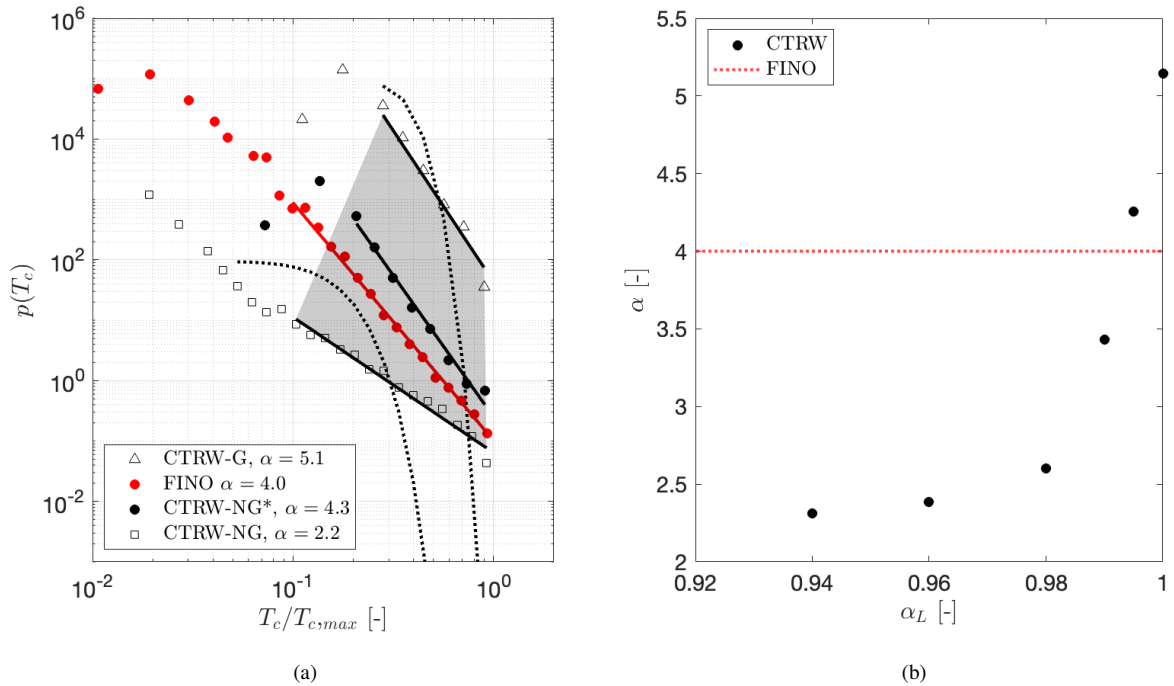 10^6
10^4
10^2
10^0
10^-2
p(T_c)
CTRW-G, α = 5.1
FINO α = 4.0
CTRW-NG*, α = 4.3
CTRW-NG, α = 2.2
10^-2
10^-1
10^0
T_c/T_c,max [-]
(a)
5.5
5
4.5
4
3.5
3
2.5
2
α [-]
CTRW
FINO
0.92
0.94
0.96
0.98
1
α_L [-]
(b)